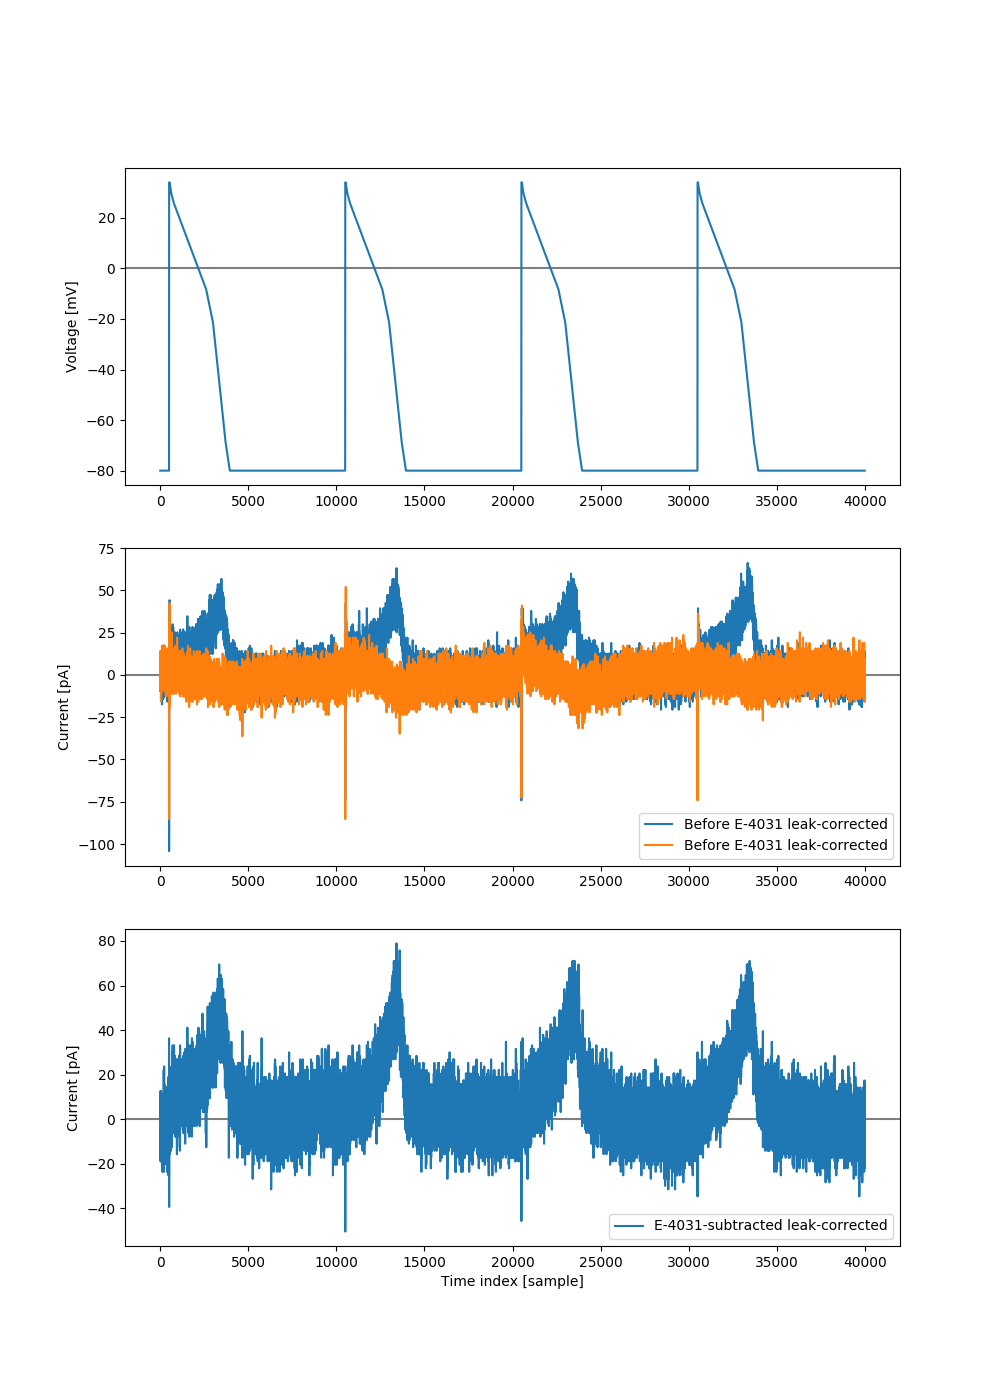 20
0
−20
−40
−60
−80
Voltage [mV]
0 5000 10000 15000 20000 25000 30000 35000 40000
75
50
25
0
−25
−50
−75
−100
Current [pA]
Before E-4031 leak-corrected
Before E-4031 leak-corrected
0 5000 10000 15000 20000 25000 30000 35000 40000
80
60
40
20
0
−20
−40
Current [pA]
E-4031-subtracted leak-corrected
0 5000 10000 15000 20000 25000 30000 35000 40000
Time index [sample]